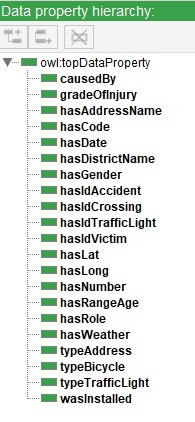 Data property hierarchy:
owl:topDataProperty
causedBy
gradeOfInjury
hasAddressName
hasCode
hasDate
hasDistrictName
hasGender
hasIdAccident
hasIdCrossing
hasIdTrafficLight
hasIdVictim
hasLat
hasLong
hasNumber
hasRangeAge
hasRole
hasWeather
typeAddress
typeBicycle
typeTrafficLight
wasInstalled